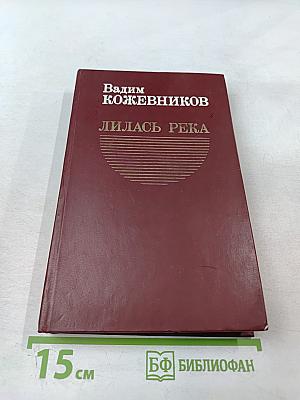 Вадим
КОЖЕВНИКОВ
ЛИЛАСЬ РЕКА
15 см
БФ БИБЛИОФАН